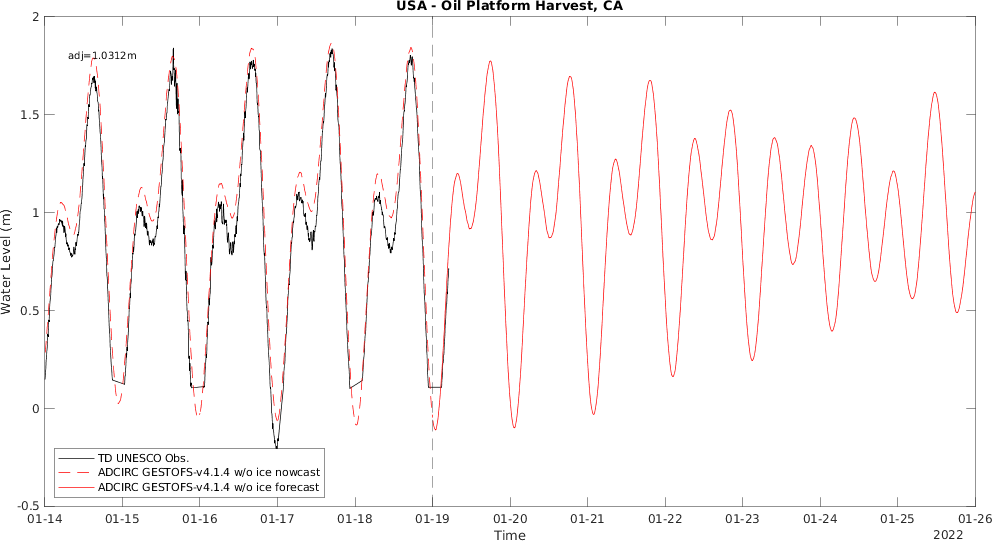 USA - Oil Platform Harvest, CA
adj=1.0312m
2
1.5
1
0.5
0
-0.5
Water Level (m)
TD UNESCO Obs.
ADCIRC GESTOFS-v4.1.4 w/o ice nowcast
ADCIRC GESTOFS-v4.1.4 w/o ice forecast
01-14 01-15 01-16 01-17 01-18 01-19 01-20 01-21 01-22 01-23 01-24 01-25 01-26
Time
2022